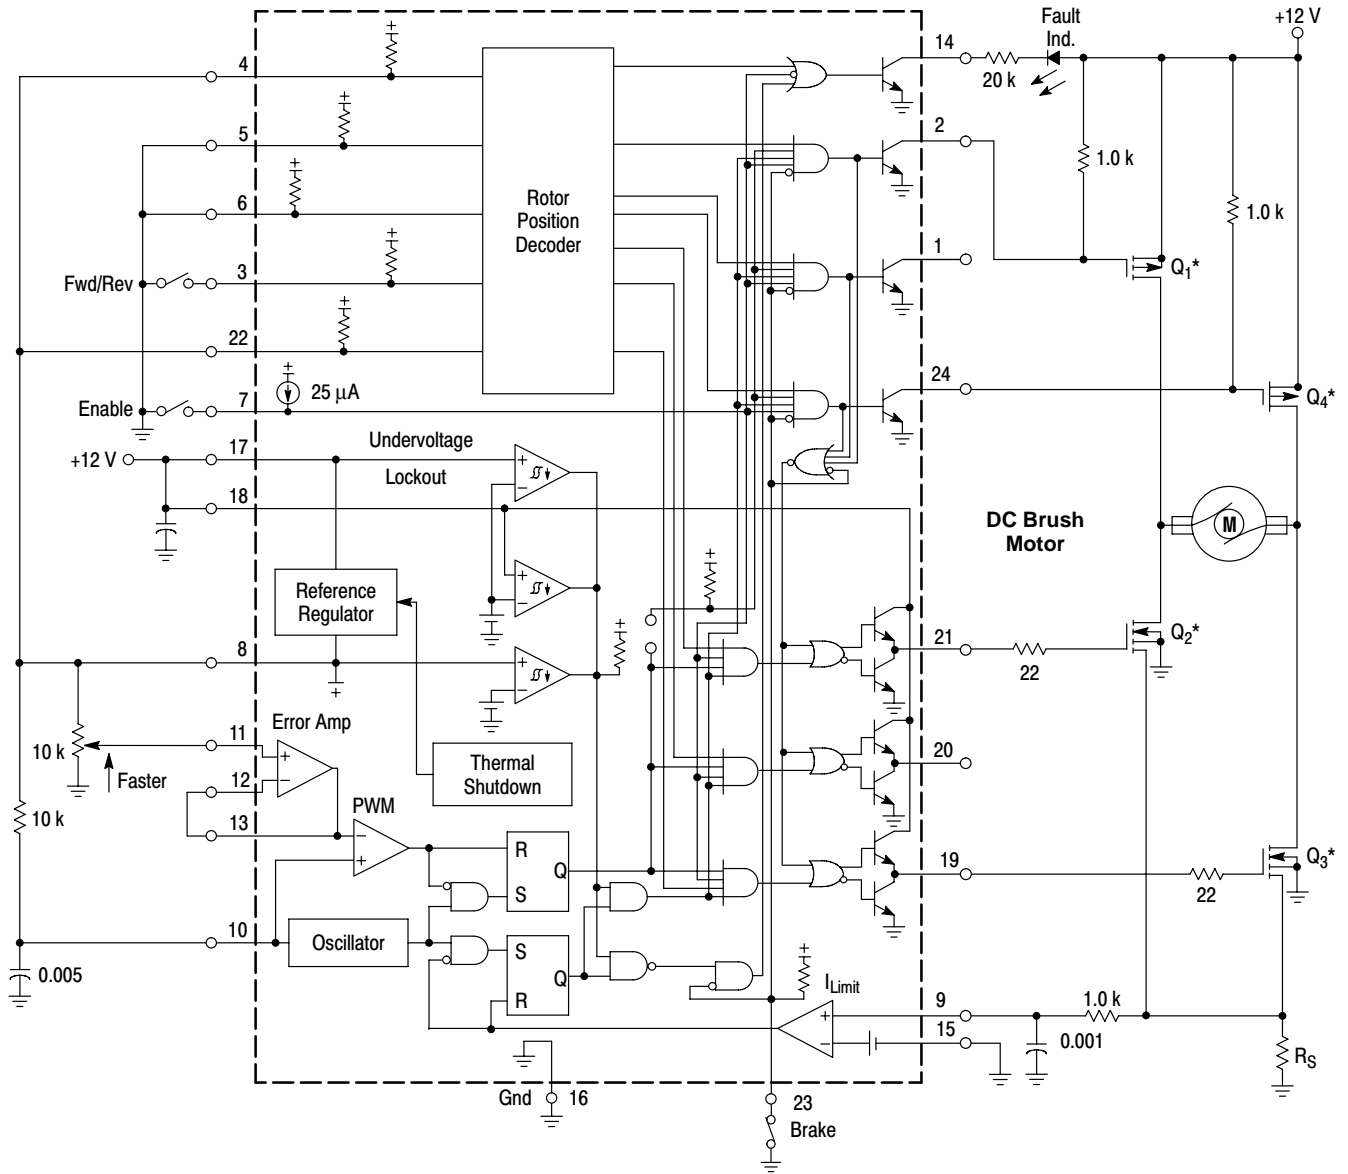 Fault
Ind.
+12 V
4
14
20 k
5
2
1.0 k
1.0 k
6
Rotor
Position
Decoder
Fwd/Rev
3
1
Q1*
22
24
Q4*
Enable
7
25 μA
+12 V
17
Undervoltage
Lockout
18
DC Brush
Motor
M
Reference
Regulator
21
22
Q2*
8
Error Amp
11
10 k
Faster
12
Thermal
Shutdown
20
10 k
13
PWM
R
Q
S
19
22
Q3*
10
Oscillator
S
Q
R
0.005
ILimit
9
1.0 k
15
0.001
RS
Gnd
16
23
Brake